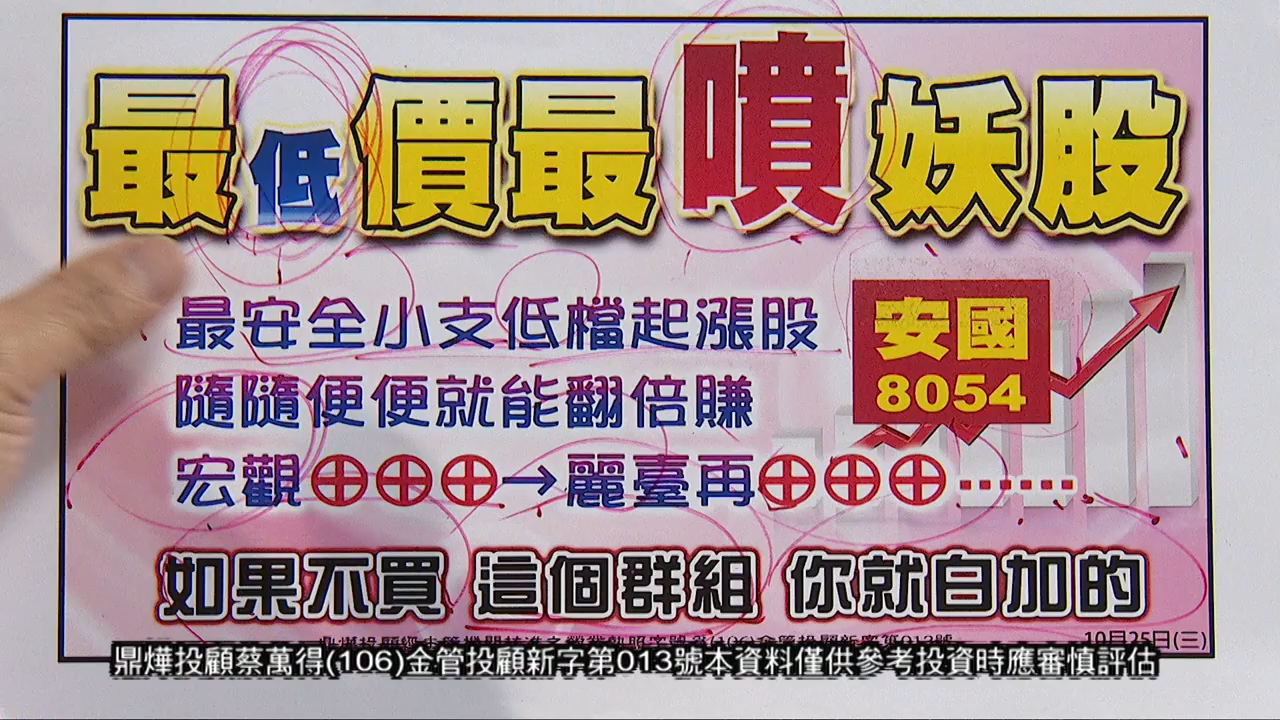 最低價最噴妖股
最安全小支低檔起漲股
安國
8054
隨隨便便就能翻倍賺
宏觀⊕⊕⊕→麗臺再⊕⊕⊕⋯⋯
如果不買 這個群組 你就白加的
10月25日(三)
鼎燁投顧蔡萬得(106)金管投顧新字第013號本資料僅供參考投資時應審慎評估